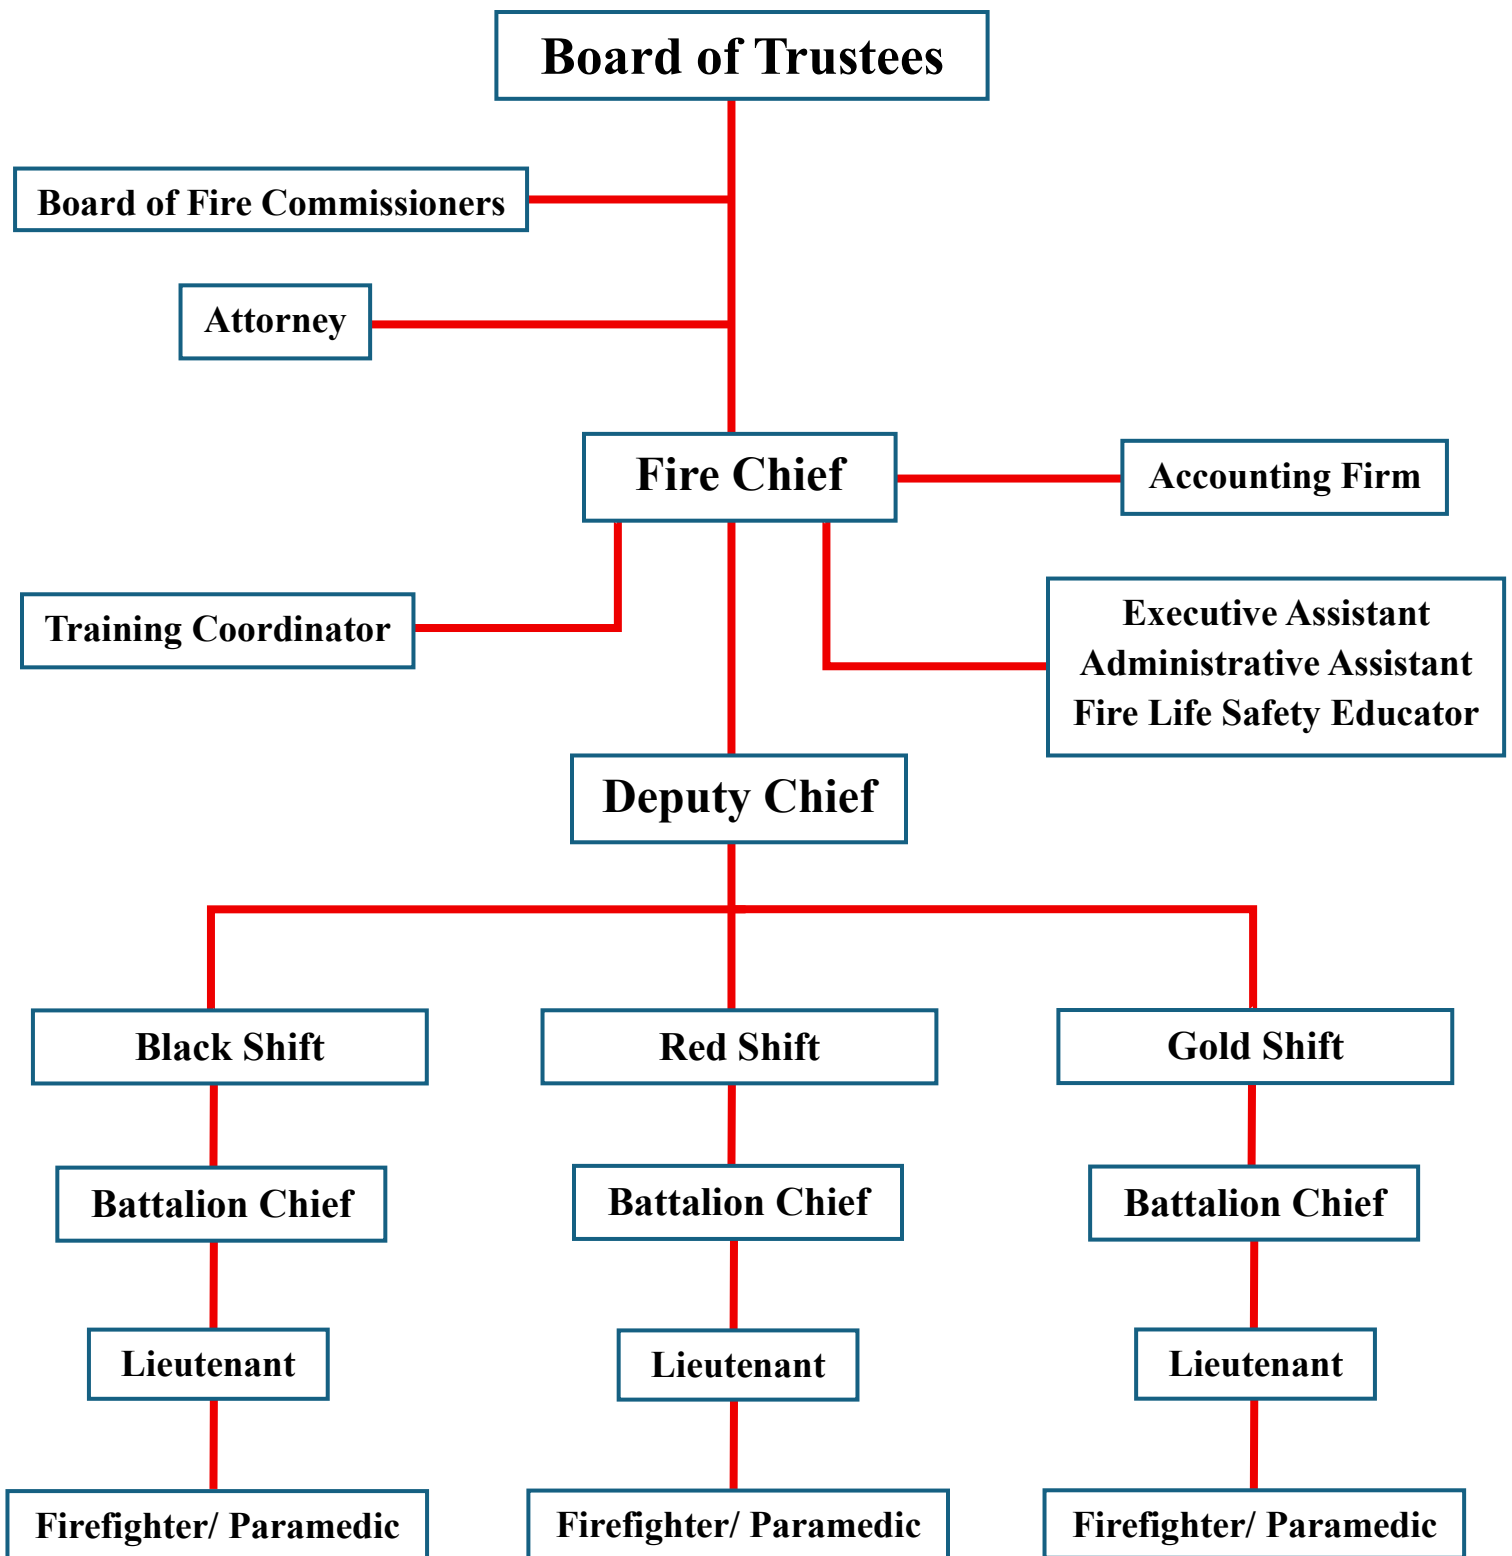 Board of Trustees
Board of Fire Commissioners
Attorney
Fire Chief
Accounting Firm
Training Coordinator
Executive Assistant
Administrative Assistant
Fire Life Safety Educator
Deputy Chief
Black Shift
Red Shift
Gold Shift
Battalion Chief
Battalion Chief
Battalion Chief
Lieutenant
Lieutenant
Lieutenant
Firefighter/ Paramedic
Firefighter/ Paramedic
Firefighter/ Paramedic